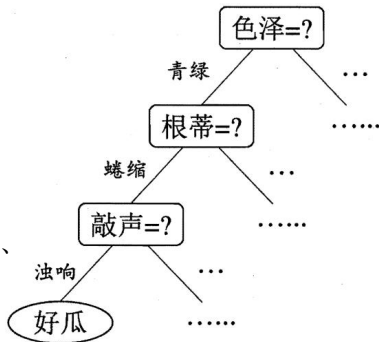 色泽=?
青绿
…
根蒂=?
……
蜷缩
…
敲声=?
……
、
浊响
…
好瓜
……